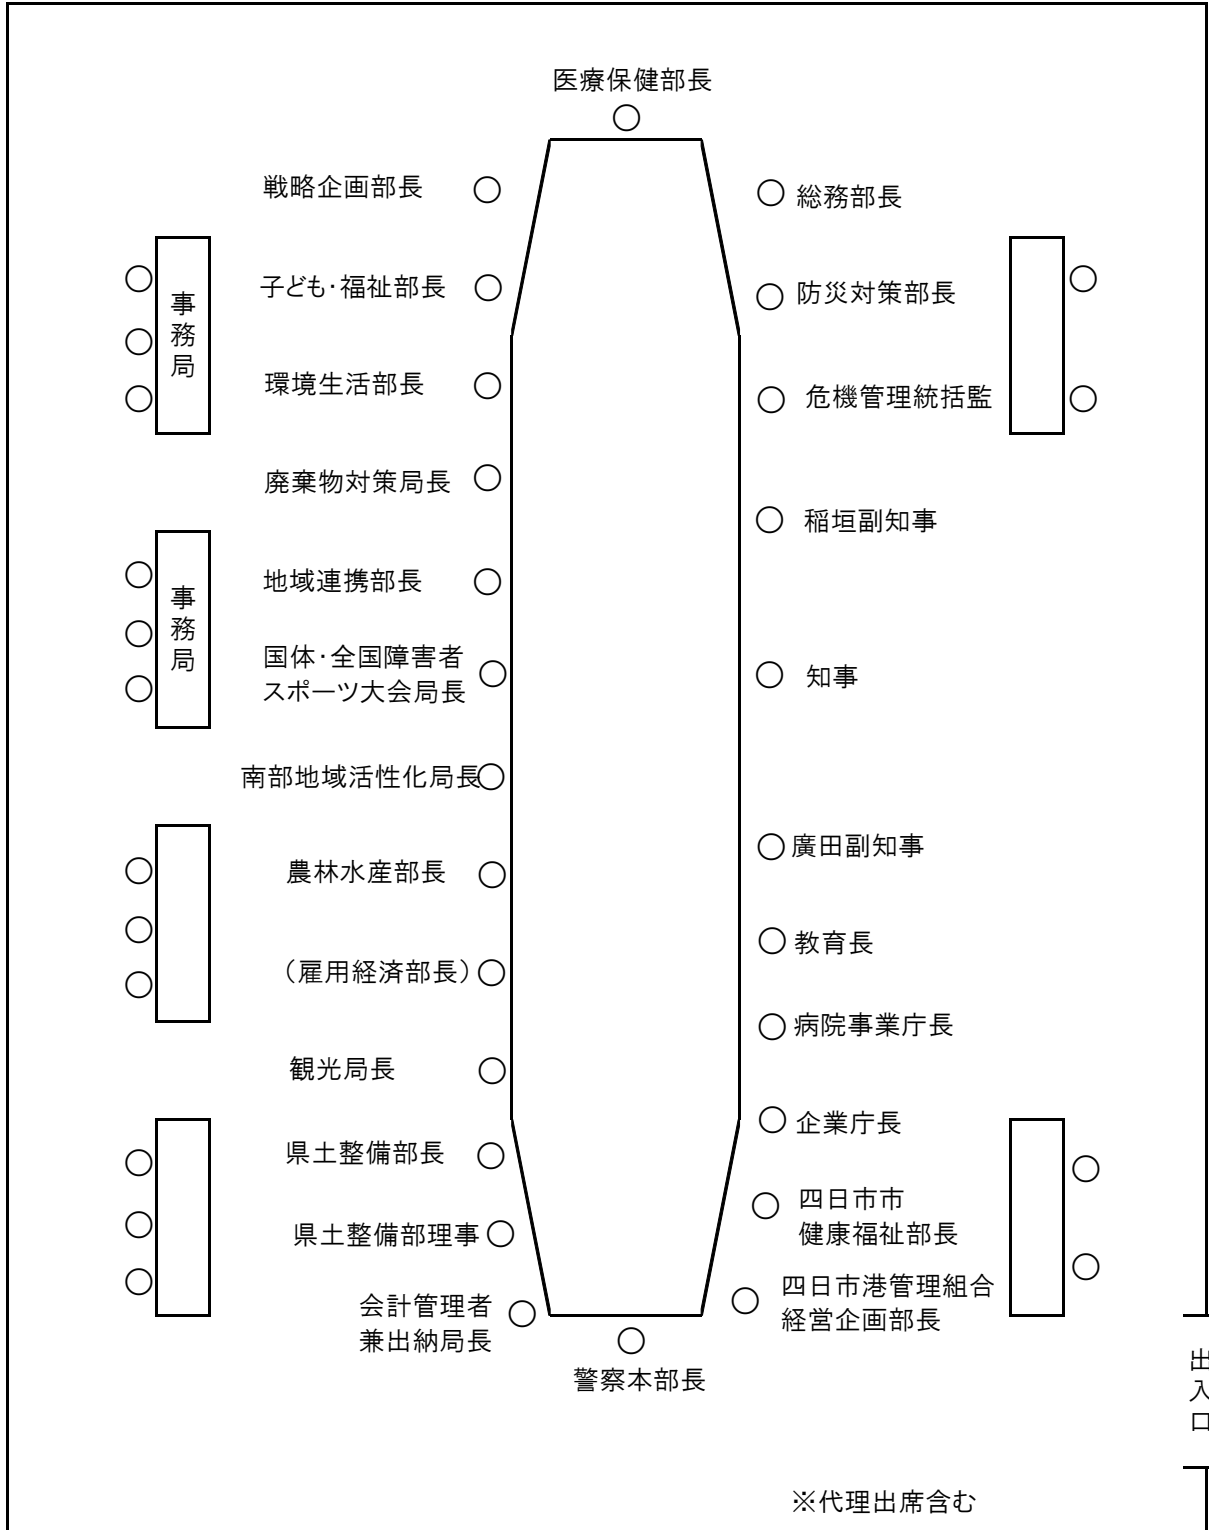 医療保健部長
戦略企画部長
総務部長
子ども・福祉部長
防災対策部長
事務局
環境生活部長
危機管理統括監
廃棄物対策局長
稲垣副知事
地域連携部長
事務局
国体・全国障害者
スポーツ大会局長
知事
南部地域活性化局長
廣田副知事
農林水産部長
教育長
（雇用経済部長）
病院事業庁長
観光局長
企業庁長
県土整備部長
四日市市
健康福祉部長
県土整備部理事
四日市港管理組合
経営企画部長
会計管理者
兼出納局長
警察本部長
出入口
※代理出席含む